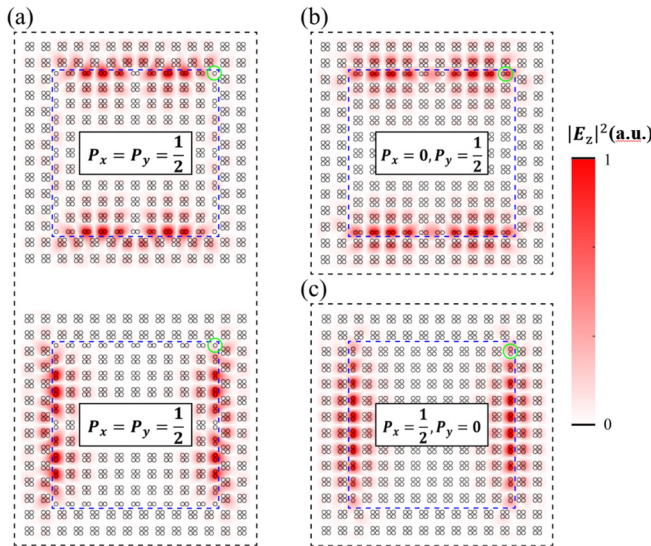 (a)
(b)
P_x = P_y = 1/2
P_x = 0, P_y = 1/2
|E_z|^2 (a.u.)
1
0
(c)
P_x = P_y = 1/2
P_x = 1/2, P_y = 0